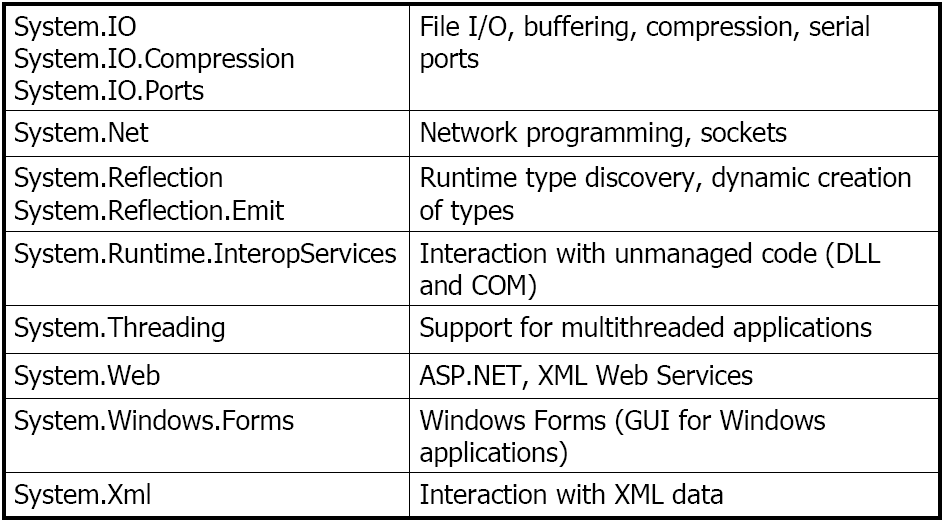 System.IO
System.IO.Compression
System.IO.Ports
File I/O, buffering, compression, serial
ports
System.Net
Network programming, sockets
System.Reflection
System.Reflection.Emit
Runtime type discovery, dynamic creation
of types
System.Runtime.InteropServices
Interaction with unmanaged code (DLL
and COM)
System.Threading
Support for multithreaded applications
System.Web
ASP.NET, XML Web Services
System.Windows.Forms
Windows Forms (GUI for Windows
applications)
System.Xml
Interaction with XML data